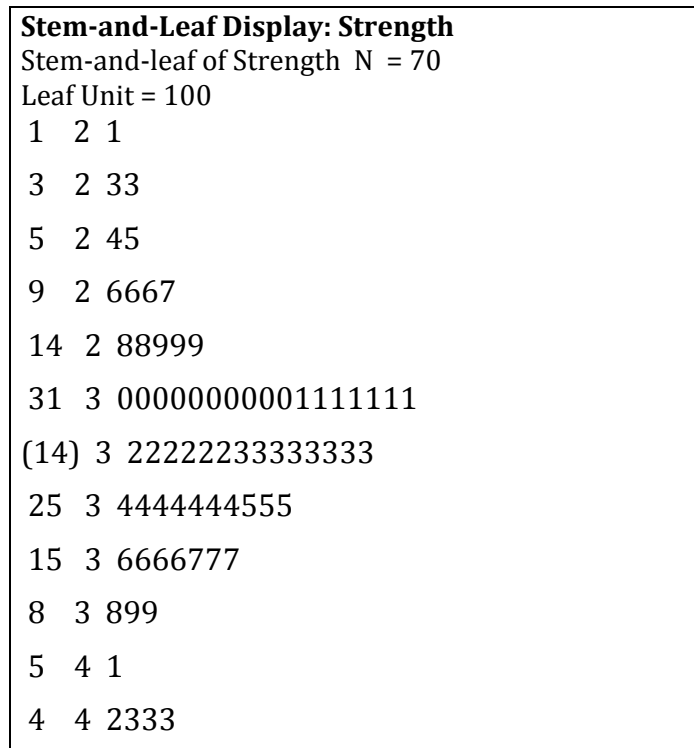 Stem-and-Leaf Display: Strength
Stem-and-leaf of Strength N = 70
Leaf Unit = 100
1 2 1
3 2 33
5 2 45
9 2 6667
14 2 88999
31 3 00000000001111111
(14) 3 22222233333333
25 3 4444444555
15 3 6666777
8 3 899
5 4 1
4 4 2333